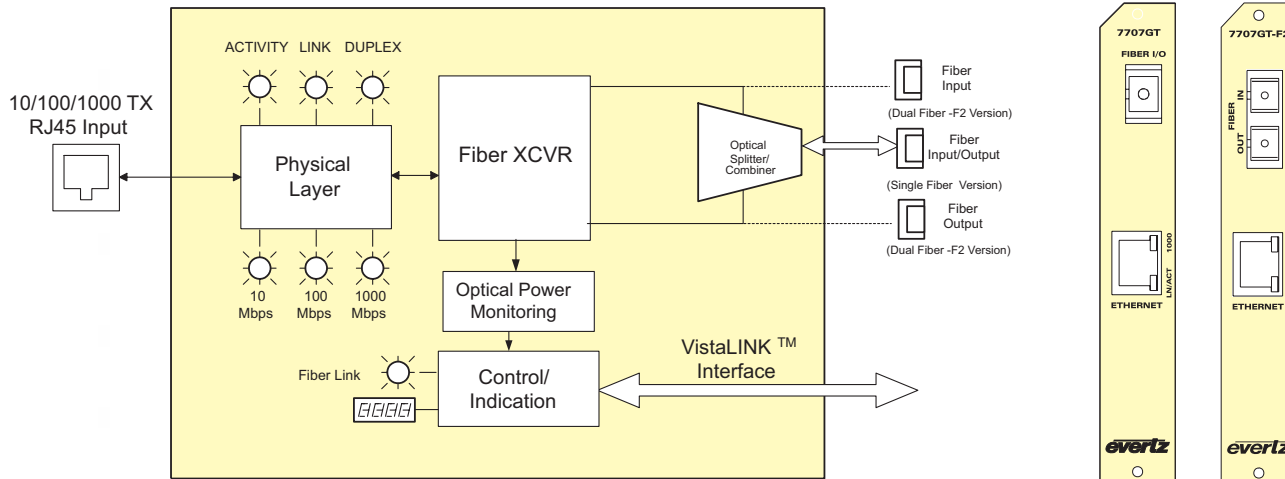 ACTIVITY LINK DUPLEX
10/100/1000 TX
RJ45 Input
Physical
Layer
Fiber XCVR
Optical
Splitter/
Combiner
Fiber
Input
(Dual Fiber -F2 Version)
Fiber
Input/Output
(Single Fiber Version)
Fiber
Output
(Dual Fiber -F2 Version)
10
Mbps
100
Mbps
1000
Mbps
Optical Power
Monitoring
Fiber Link
Control/
Indication
VistaLINK TM
Interface
7707GT
FIBER I/O
LN/ACT 1000
ETHERNET
evertz
7707GT-F2
FIBER
OUT IN
ETHERNET
evertz